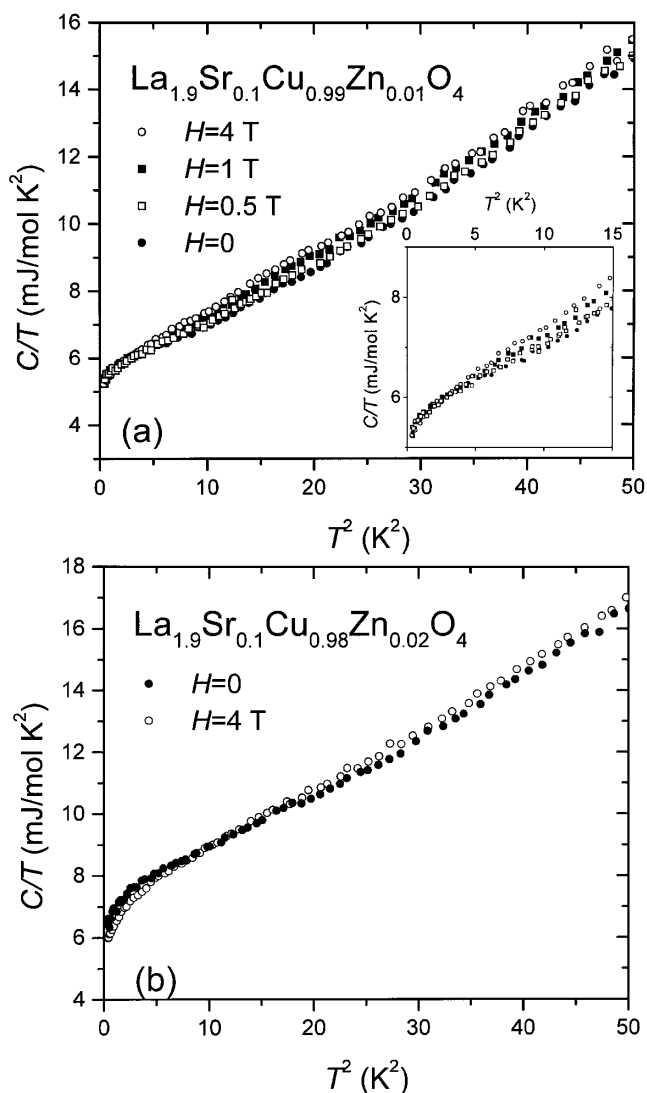 16
14
12
10
8
6
4
C/T (mJ/mol K²)
La₁.₉Sr₀.₁Cu₀.₉₉Zn₀.₀₁O₄
H=4 T
H=1 T
H=0.5 T
H=0
T² (K²)
0 5 10 15
8
6
C/T (mJ/mol K²)
(a)
0 10 20 30 40 50
T² (K²)
18
16
14
12
10
8
6
4
C/T (mJ/mol K²)
La₁.₉Sr₀.₁Cu₀.₉₈Zn₀.₀₂O₄
H=0
H=4 T
(b)
0 10 20 30 40 50
T² (K²)